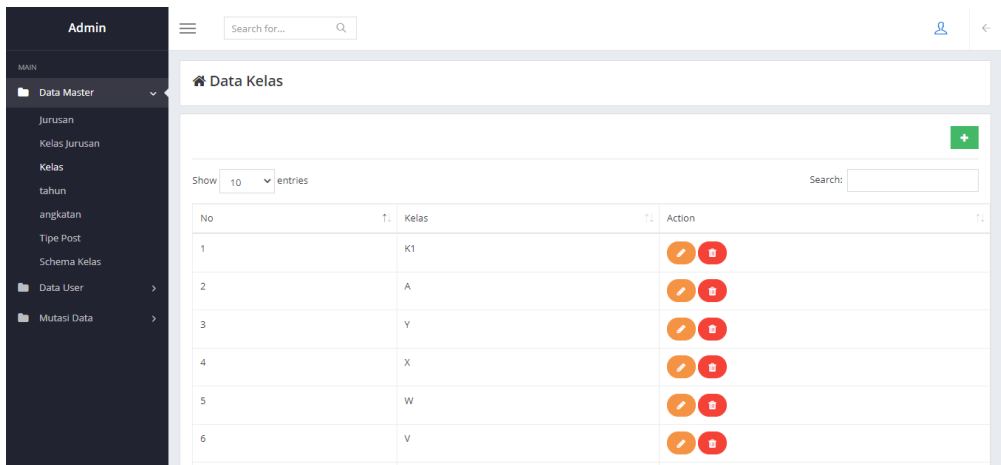 Admin
Search for...
MAIN
Data Master
Jurusan
Kelas Jurusan
Kelas
tahun
angkatan
Tipe Post
Schema Kelas
Data User
Mutasi Data
Data Kelas
Show 10 entries
Search:
No Kelas Action
1 K1
2 A
3 Y
4 X
5 W
6 V